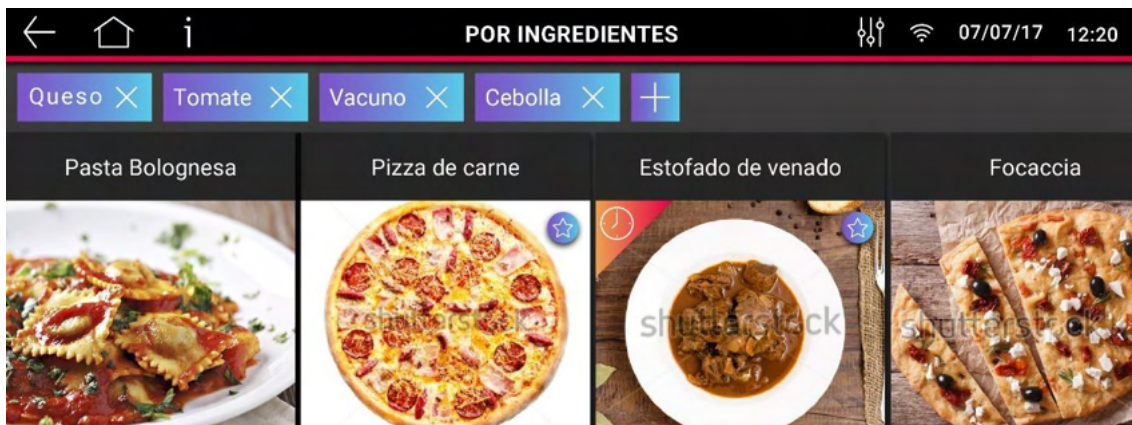 i POR INGREDIENTES 07/07/17 12:20
Queso Tomate Vacuno Cebolla
Pasta Bolognesa Pizza de carne Estofado de venado Focaccia
shutterstock shutterstock shutterstock